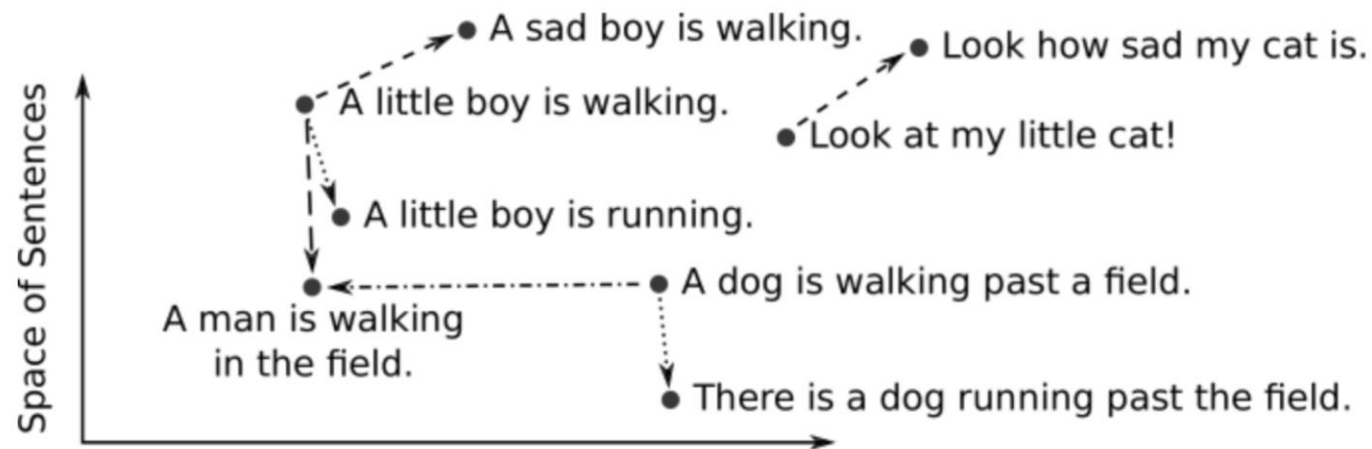 A sad boy is walking.
Look how sad my cat is.
A little boy is walking.
Look at my little cat!
A little boy is running.
A dog is walking past a field.
A man is walking
in the field.
There is a dog running past the field.
Space of Sentences